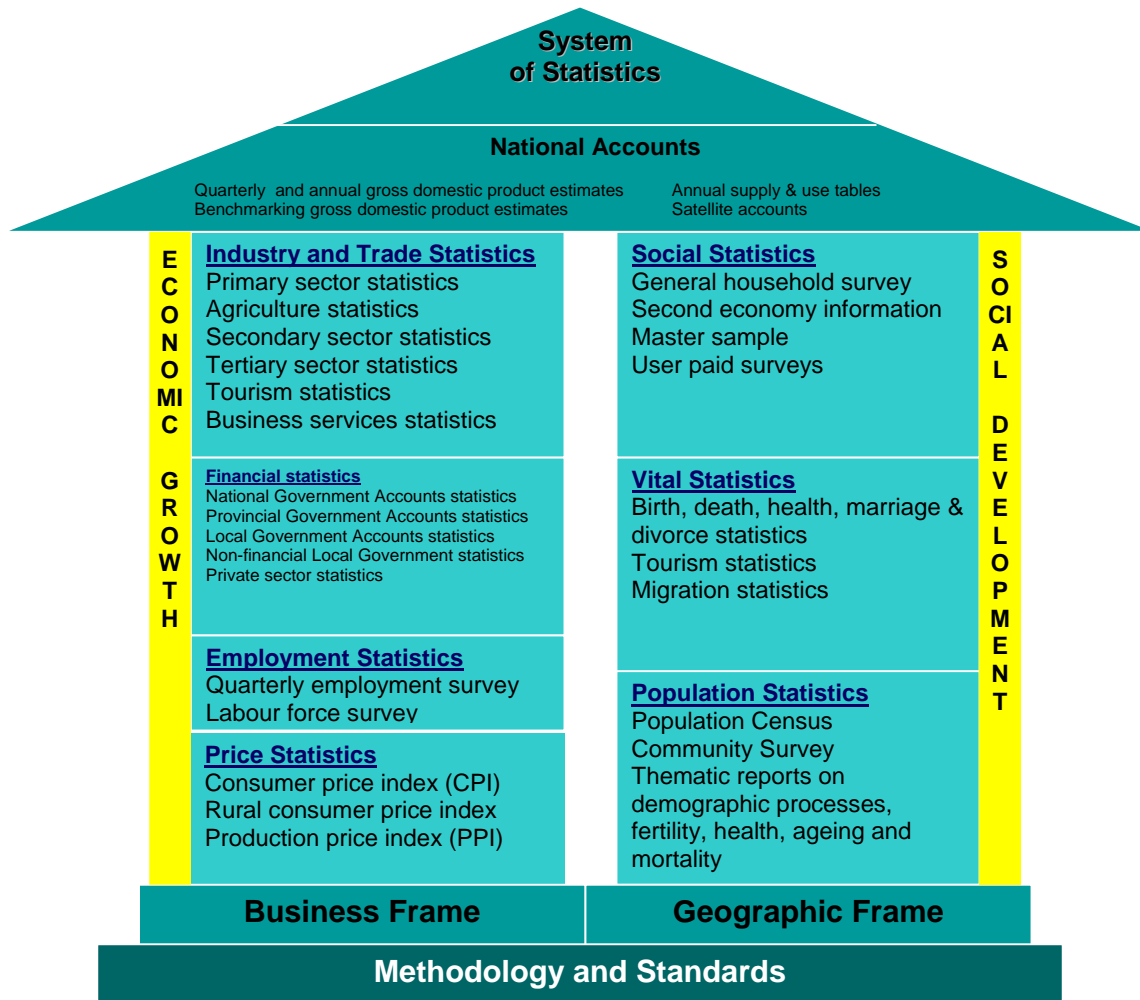 System
of Statistics
National Accounts
Quarterly and annual gross domestic product estimates
Benchmarking gross domestic product estimates
Annual supply & use tables
Satellite accounts
ECONOMIC GROWTH
Industry and Trade Statistics
Primary sector statistics
Agriculture statistics
Secondary sector statistics
Tertiary sector statistics
Tourism statistics
Business services statistics
Financial statistics
National Government Accounts statistics
Provincial Government Accounts statistics
Local Government Accounts statistics
Non-financial Local Government statistics
Private sector statistics
Employment Statistics
Quarterly employment survey
Labour force survey
Price Statistics
Consumer price index (CPI)
Rural consumer price index
Production price index (PPI)
Social Statistics
General household survey
Second economy information
Master sample
User paid surveys
Vital Statistics
Birth, death, health, marriage &
divorce statistics
Tourism statistics
Migration statistics
Population Statistics
Population Census
Community Survey
Thematic reports on
demographic processes,
fertility, health, ageing and
mortality
SOCIAL DEVELOPMENT
Business Frame
Geographic Frame
Methodology and Standards